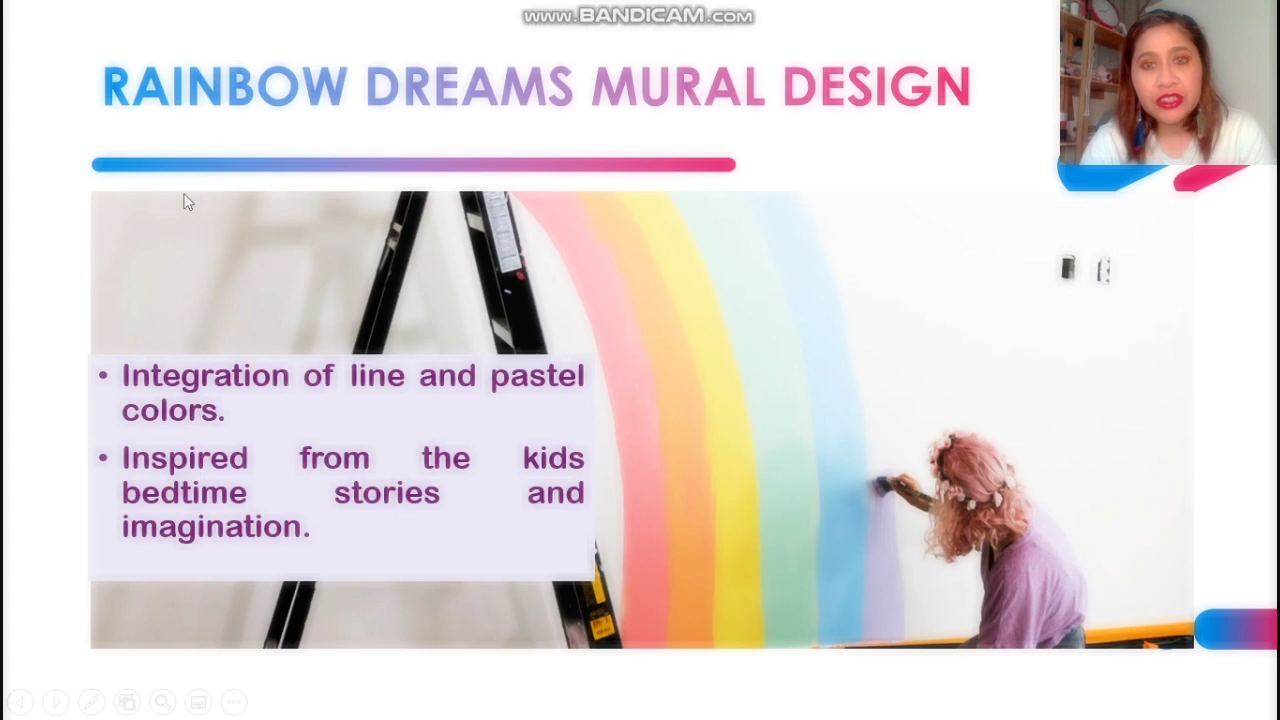 WWW.BANDICAM.COM
RAINBOW DREAMS MURAL DESIGN
• Integration of line and pastel
colors.
• Inspired from the kids
bedtime stories and
imagination.